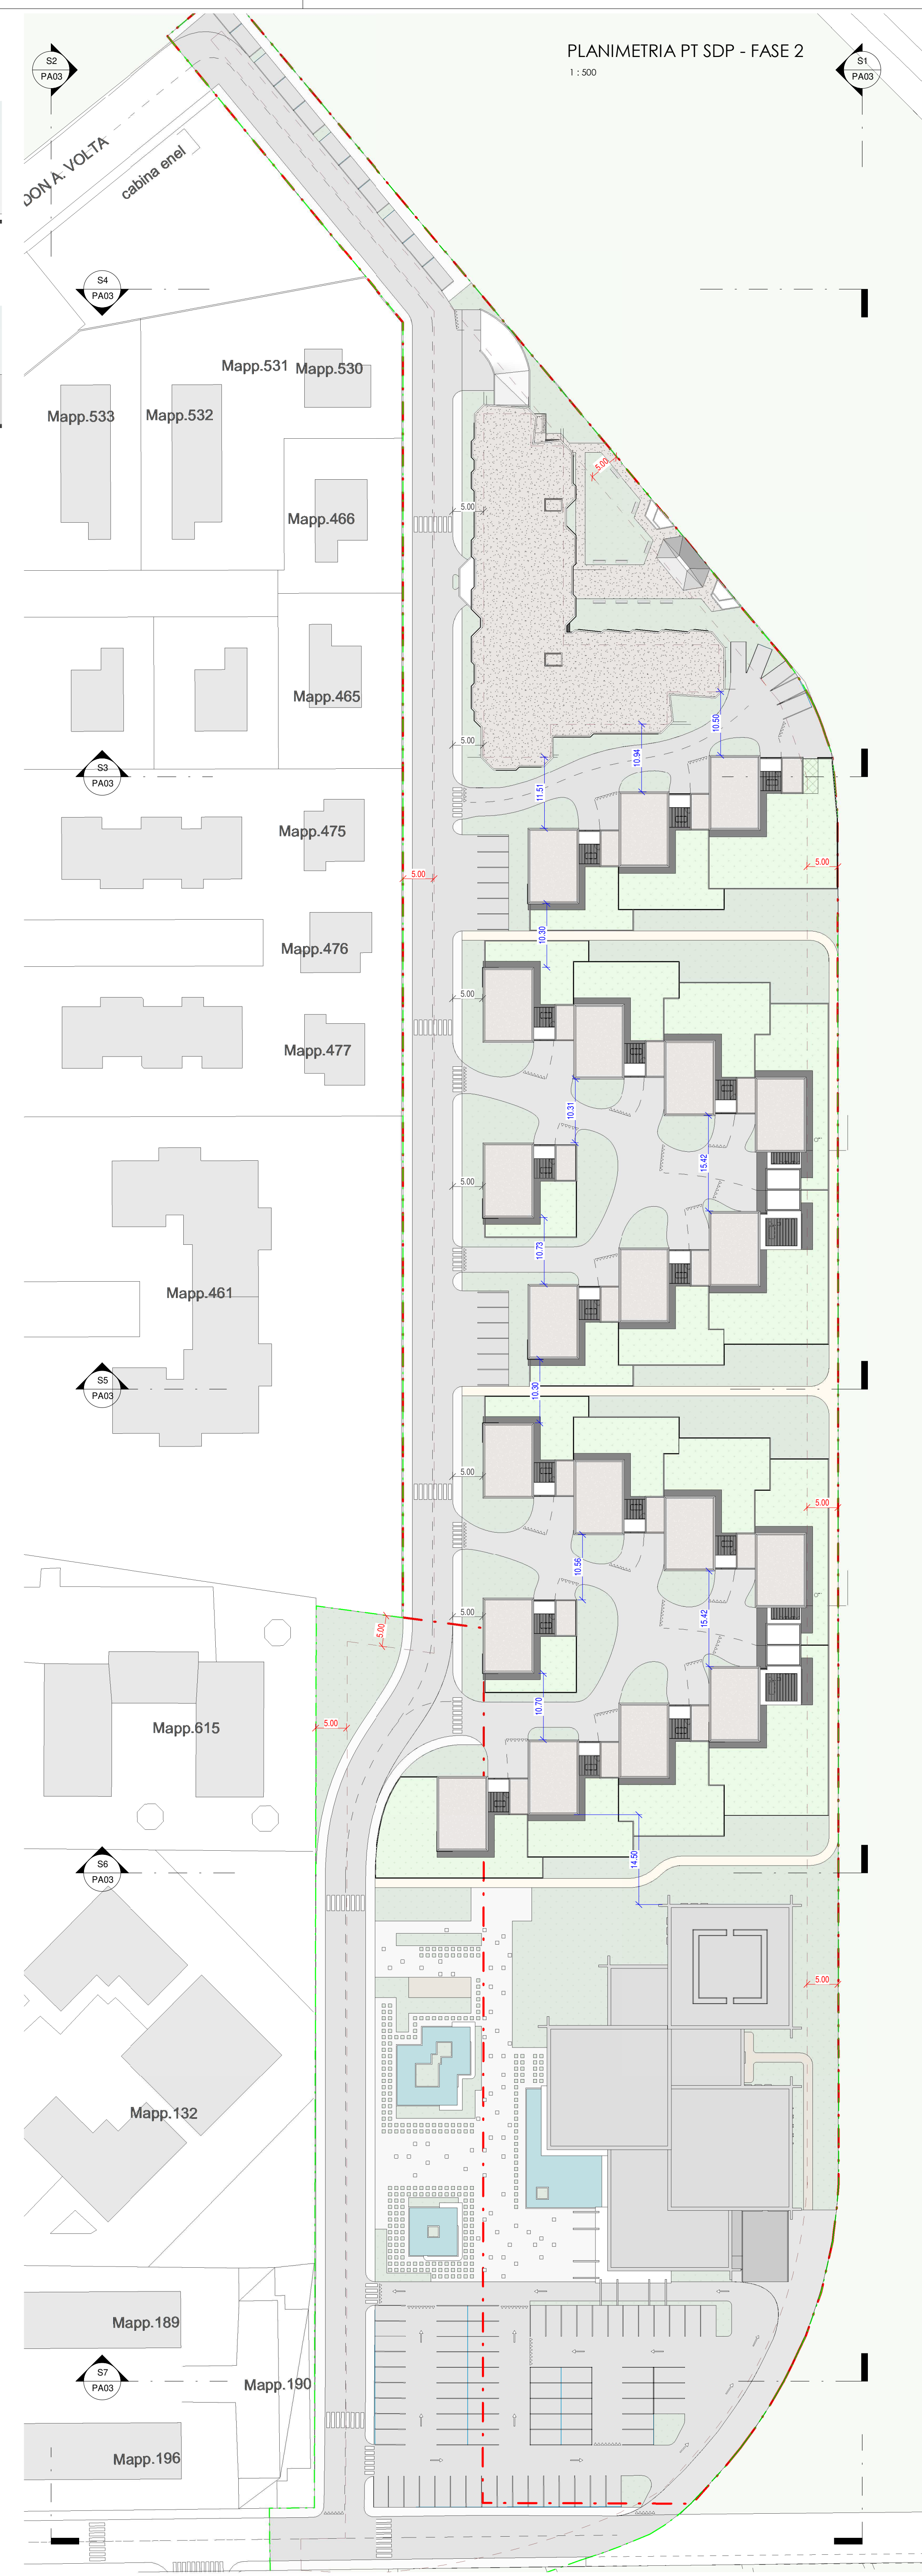 PLANIMETRIA PT SDP - FASE 2
1 : 500
S2
PA03
S1
PA03
DON A. VOLTA
cabina enel
S4
PA03
Mapp.531
Mapp.530
Mapp.533
Mapp.532
5.00
Mapp.466
5.00
Mapp.465
10.50
5.00
10.94
S3
PA03
11.51
Mapp.475
5.00
5.00
10.30
Mapp.476
5.00
Mapp.477
10.31
15.42
5.00
10.73
Mapp.461
S5
PA03
10.30
5.00
5.00
10.56
5.00
15.42
5.00
10.70
5.00
Mapp.615
14.50
S6
PA03
5.00
Mapp.132
Mapp.189
S7
PA03
Mapp.190
Mapp.196